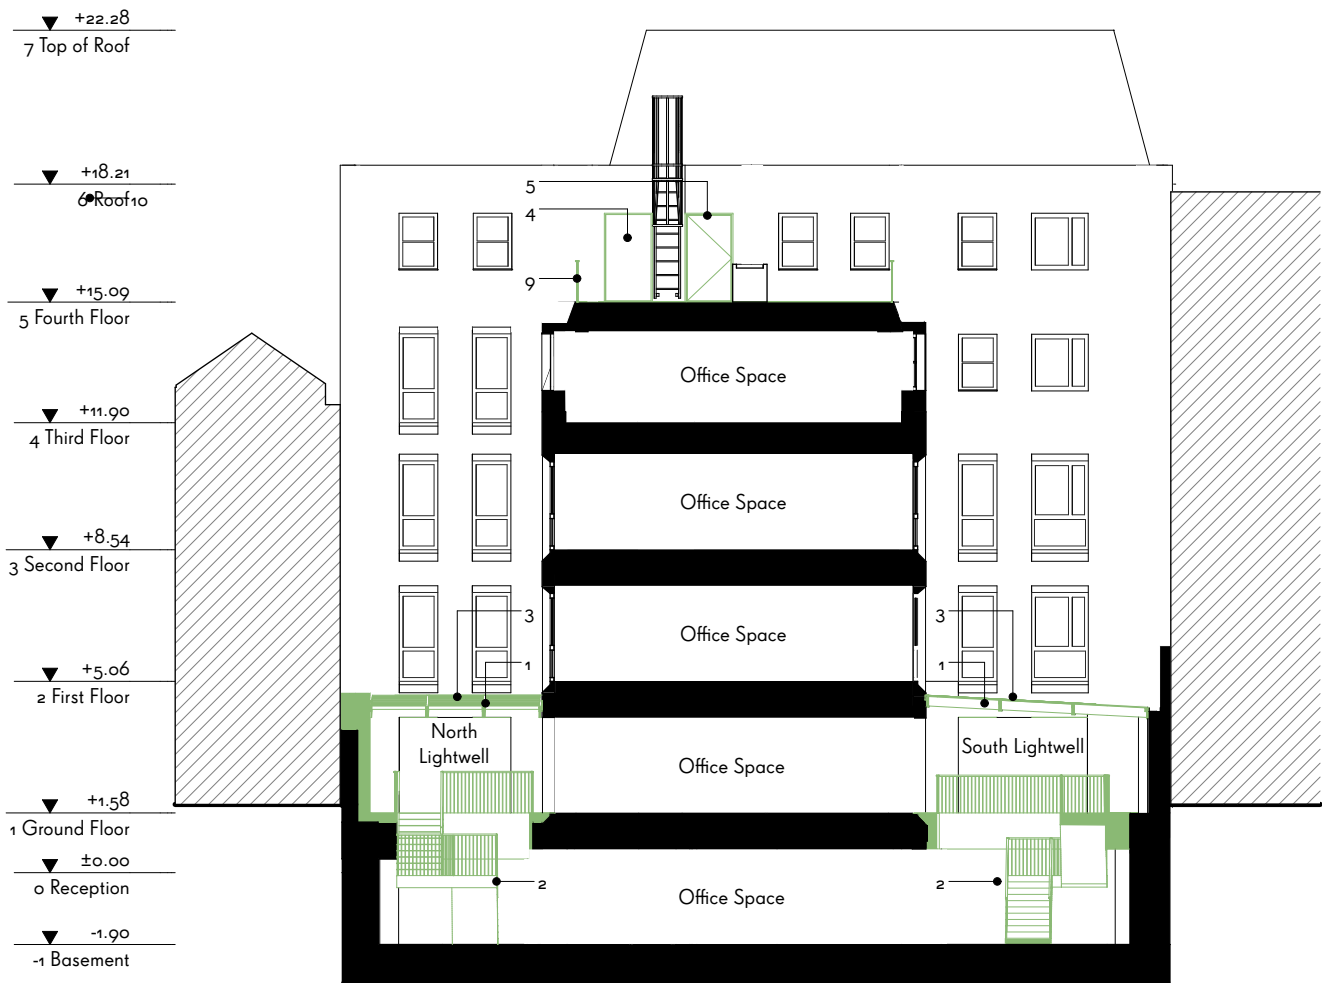 +22.28
7 Top of Roof
+18.21
6 Roof10
+15.09
5 Fourth Floor
+11.90
4 Third Floor
+8.54
3 Second Floor
+5.06
2 First Floor
+1.58
1 Ground Floor
±0.00
0 Reception
-1.90
-1 Basement
5
4
9
Office Space
Office Space
3
3
Office Space
1
1
North
Lightwell
South Lightwell
Office Space
2
2
Office Space